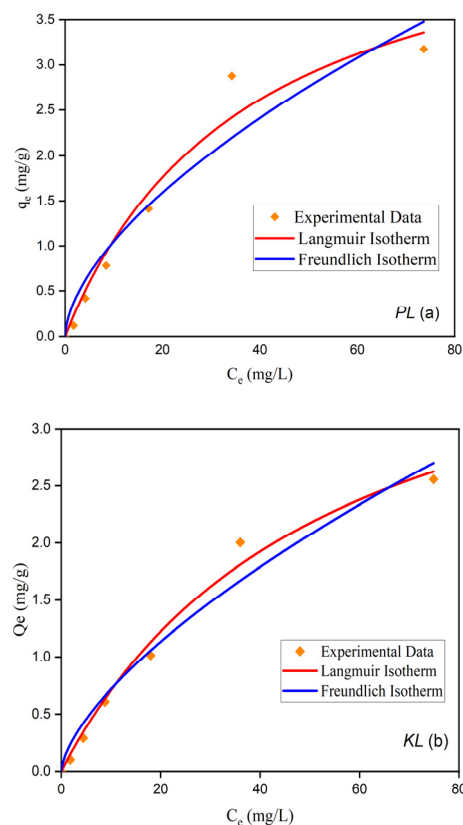 3.5
3.0
2.5
2.0
1.5
1.0
0.5
0.0
qe (mg/g)
Experimental Data
Langmuir Isotherm
Freundlich Isotherm
PL (a)
0 20 40 60 80
Ce (mg/L)
3.0
2.5
2.0
1.5
1.0
0.5
0.0
Qe (mg/g)
Experimental Data
Langmuir Isotherm
Freundlich Isotherm
KL (b)
0 20 40 60 80
Ce (mg/L)